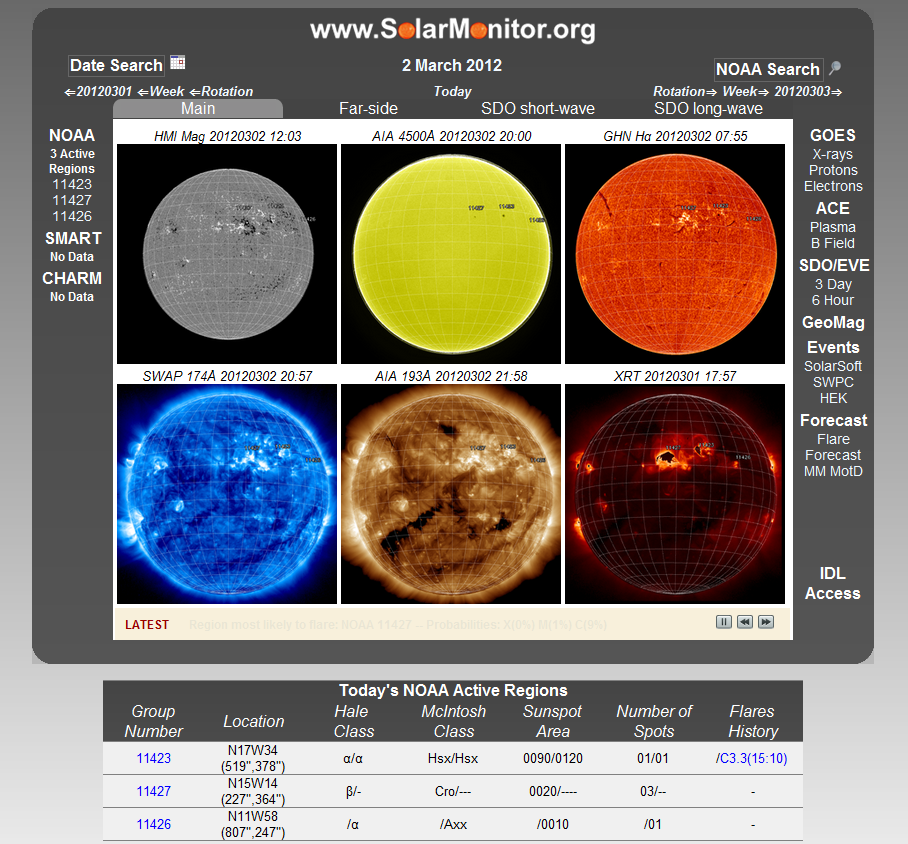 www.SolarMonitor.org
Date Search
2 March 2012
NOAA Search
⇐20120301 ⇐Week ⇐Rotation
Today
Rotation⇒ Week⇒ 20120303⇒
Main
Far-side
SDO short-wave
SDO long-wave
NOAA
3 Active
Regions
11423
11427
11426
SMART
No Data
CHARM
No Data
HMI Mag 20120302 12:03
AIA 4500Å 20120302 20:00
GHN Hα 20120302 07:55
SWAP 174Å 20120302 20:57
AIA 193Å 20120302 21:58
XRT 20120301 17:57
GOES
X-rays
Protons
Electrons
ACE
Plasma
B Field
SDO/EVE
3 Day
6 Hour
GeoMag
Events
SolarSoft
SWPC
HEK
Forecast
Flare
Forecast
MM MotD
IDL
Access
LATEST Region most likely to flare: NOAA 11427 -- Probabilities: X(0%) M(1%) C(9%)
Today's NOAA Active Regions
Group Number Location Hale Class McIntosh Class Sunspot Area Number of Spots Flares History
11423 N17W34 (519",378") α/α Hsx/Hsx 0090/0120 01/01 /C3.3(15:10)
11427 N15W14 (227",364") β/- Cro/--- 0020/---- 03/-- -
11426 N11W58 (807",247") /α /Axx /0010 /01 -